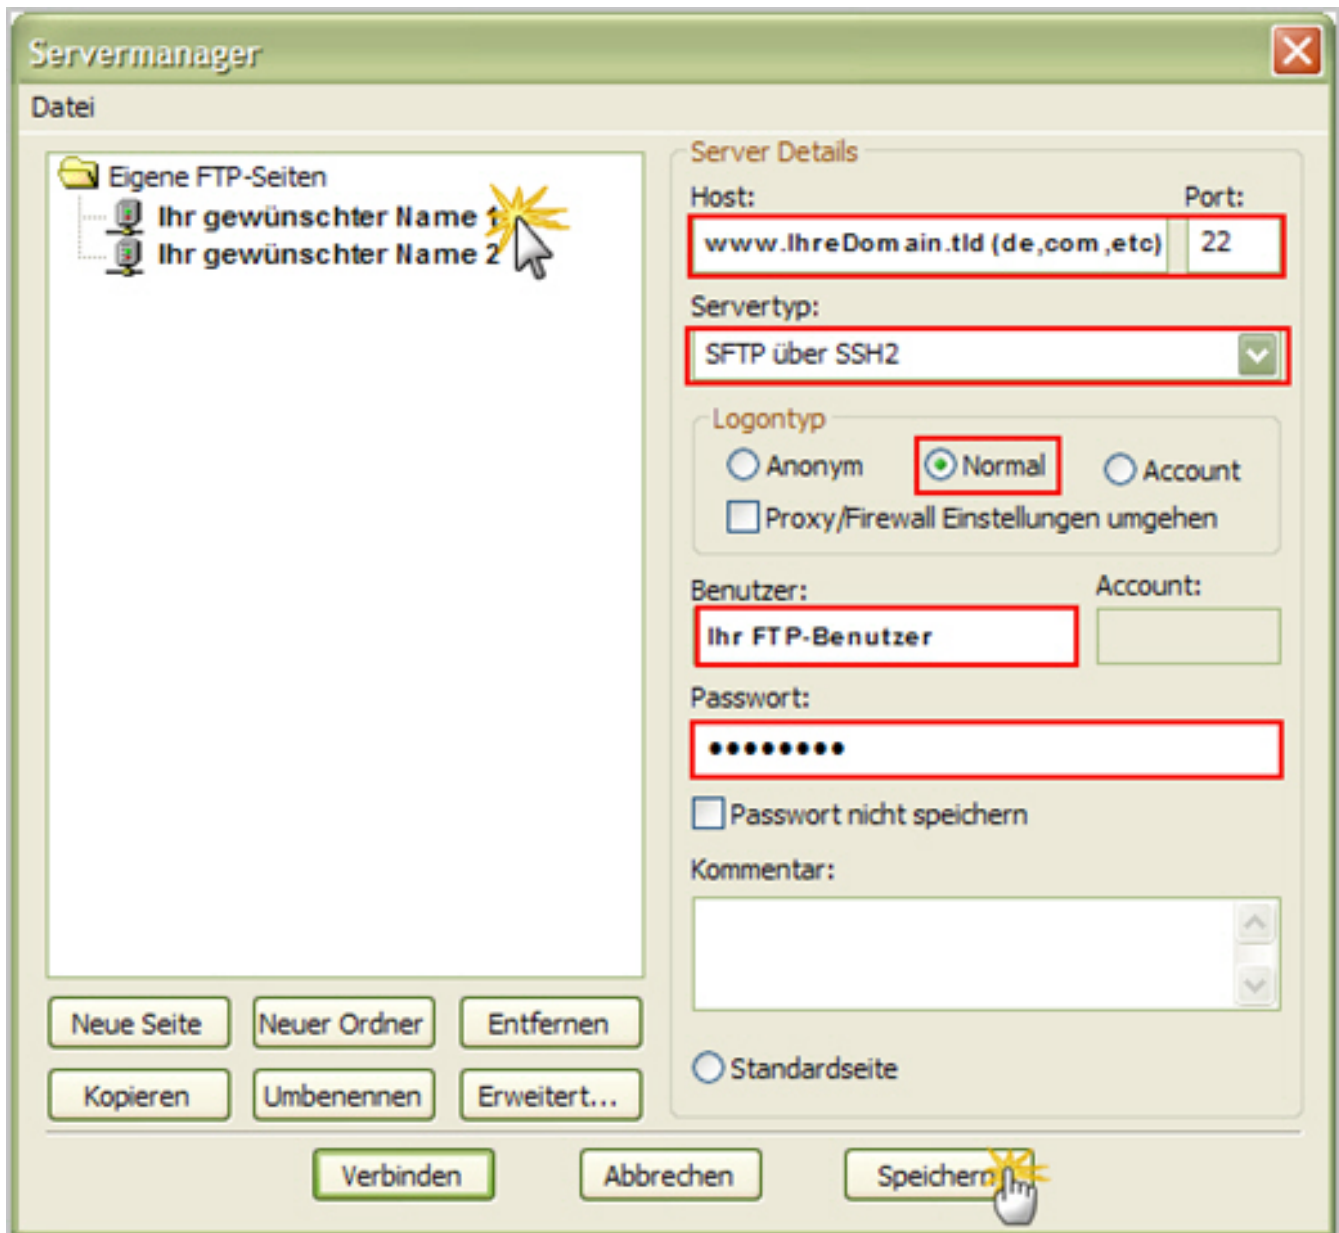 Servermanager
Datei
Eigene FTP-Seiten
Ihr gewünschter Name 1
Ihr gewünschter Name 2
Server Details
Host: Port:
www.IhreDomain.tld (de,com,etc) 22
Servertyp:
SFTP über SSH2
Logontyp
Anonym Normal Account
Proxy/Firewall Einstellungen umgehen
Benutzer: Account:
Ihr FTP-Benutzer
Passwort:
••••••••
Passwort nicht speichern
Kommentar:
Standardseite
Neue Seite Neuer Ordner Entfernen
Kopieren Umbenennen Erweitert...
Verbinden Abbrechen Speichern